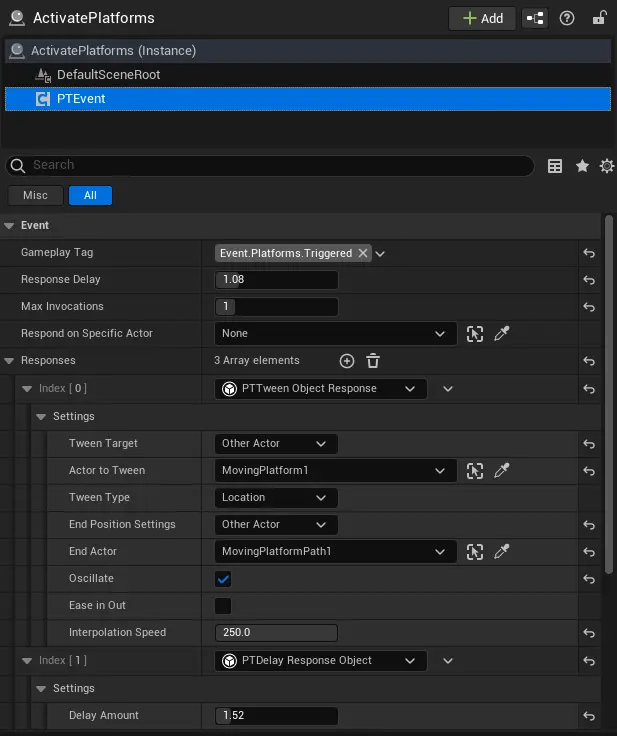 ActivatePlatforms
Add
ActivatePlatforms (Instance)
DefaultSceneRoot
PTEvent
Search
Misc All
Event
Gameplay Tag Event.Platforms.Triggered
Response Delay 1.08
Max Invocations 1
Respond on Specific Actor None
Responses 3 Array elements
Index [ 0 ] PTTween Object Response
Settings
Tween Target Other Actor
Actor to Tween MovingPlatform1
Tween Type Location
End Position Settings Other Actor
End Actor MovingPlatformPath1
Oscillate
Ease in Out
Interpolation Speed 250.0
Index [ 1 ] PTDelay Response Object
Settings
Delay Amount 1.52